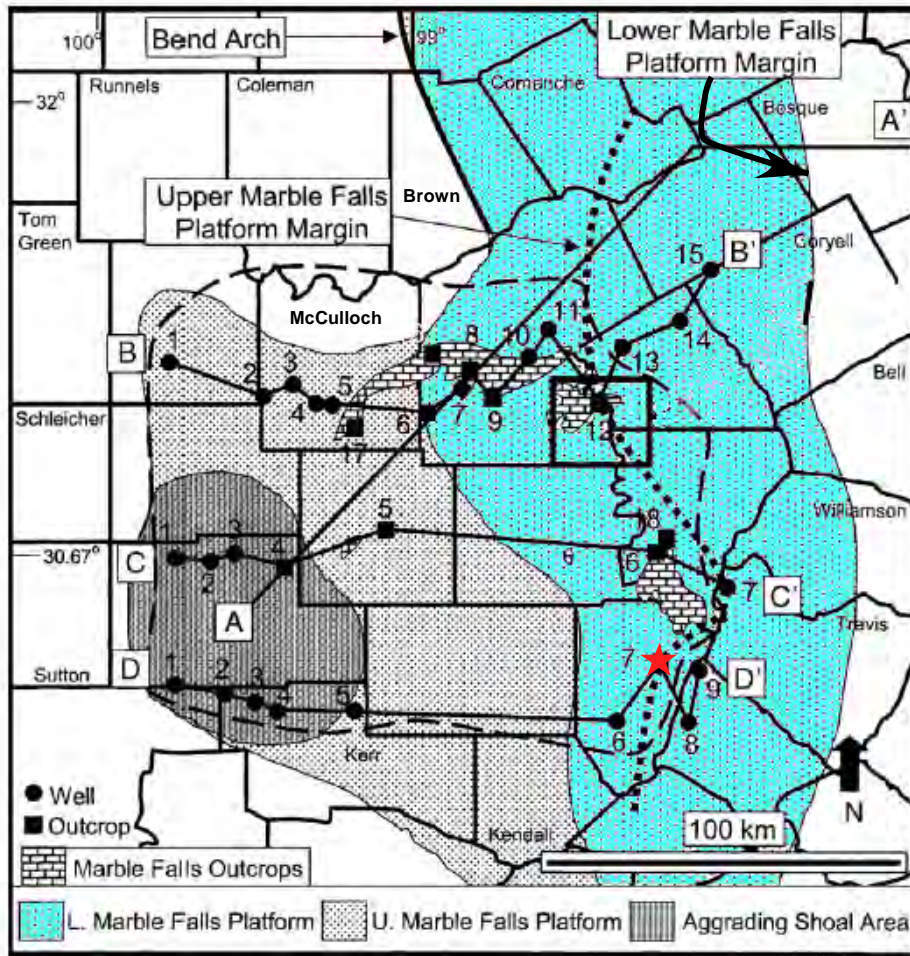 100°
Bend Arch
99°
Lower Marble Falls
Platform Margin
Runnels
Coleman
Comanche
32°
Bosque
A'
Upper Marble Falls
Platform Margin
Brown
Tom
Green
Coryell
15
B'
McCulloch
11
B
1
8
10
14
3
13
2
4
5
Bell
Schleicher
6
7
9
12
17
5
Williamson
1
3
4
18
30.67°
C
2
6
7
C'
A
Trevis
Sutton
D
1
2
3
4
5
7
9
D'
6
8
Kerr
Well
Outcrop
Kendall
100 km
N
Marble Falls Outcrops
L. Marble Falls Platform
U. Marble Falls Platform
Aggrading Shoal Area